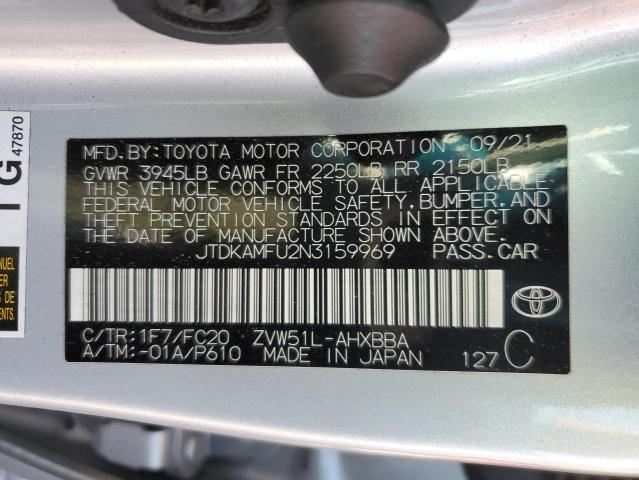 MFD.BY:TOYOTA MOTOR CORPORATION 09/21
GVWR 3945LB GAWR FR 2250LB RR 2150LB
THIS VEHICLE CONFORMS TO ALL APPLICABLE
FEDERAL MOTOR VEHICLE SAFETY,BUMPER,AND
THEFT PREVENTION STANDARDS IN EFFECT ON
THE DATE OF MANUFACTURE SHOWN ABOVE.
JTDKAMFU2N3159969 PASS.CAR
C/TR:1F7/FC20 ZVW51L-AHXBBA
A/TM:-01A/P610 MADE IN JAPAN 127 C
47870